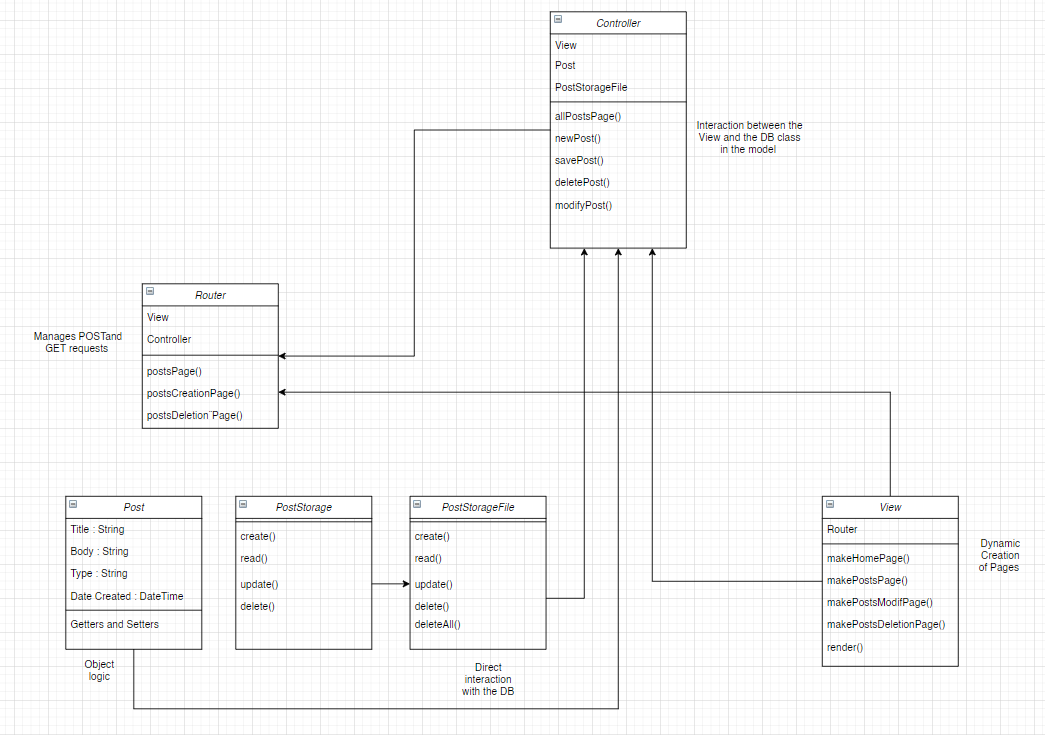 Controller
View
Post
PostStorageFile
allPostsPage()
newPost()
savePost()
deletePost()
modifyPost()
Interaction between the
View and the DB class
in the model
Router
View
Controller
postsPage()
postsCreationPage()
postsDeletion¨Page()
Manages POSTand
GET requests
Post
Title : String
Body : String
Type : String
Date Created : DateTime
Getters and Setters
Object
logic
PostStorage
create()
read()
update()
delete()
PostStorageFile
create()
read()
update()
delete()
deleteAll()
Direct
interaction
with the DB
View
Router
makeHomePage()
makePostsPage()
makePostsModifPage()
makePostsDeletionPage()
render()
Dynamic
Creation
of Pages